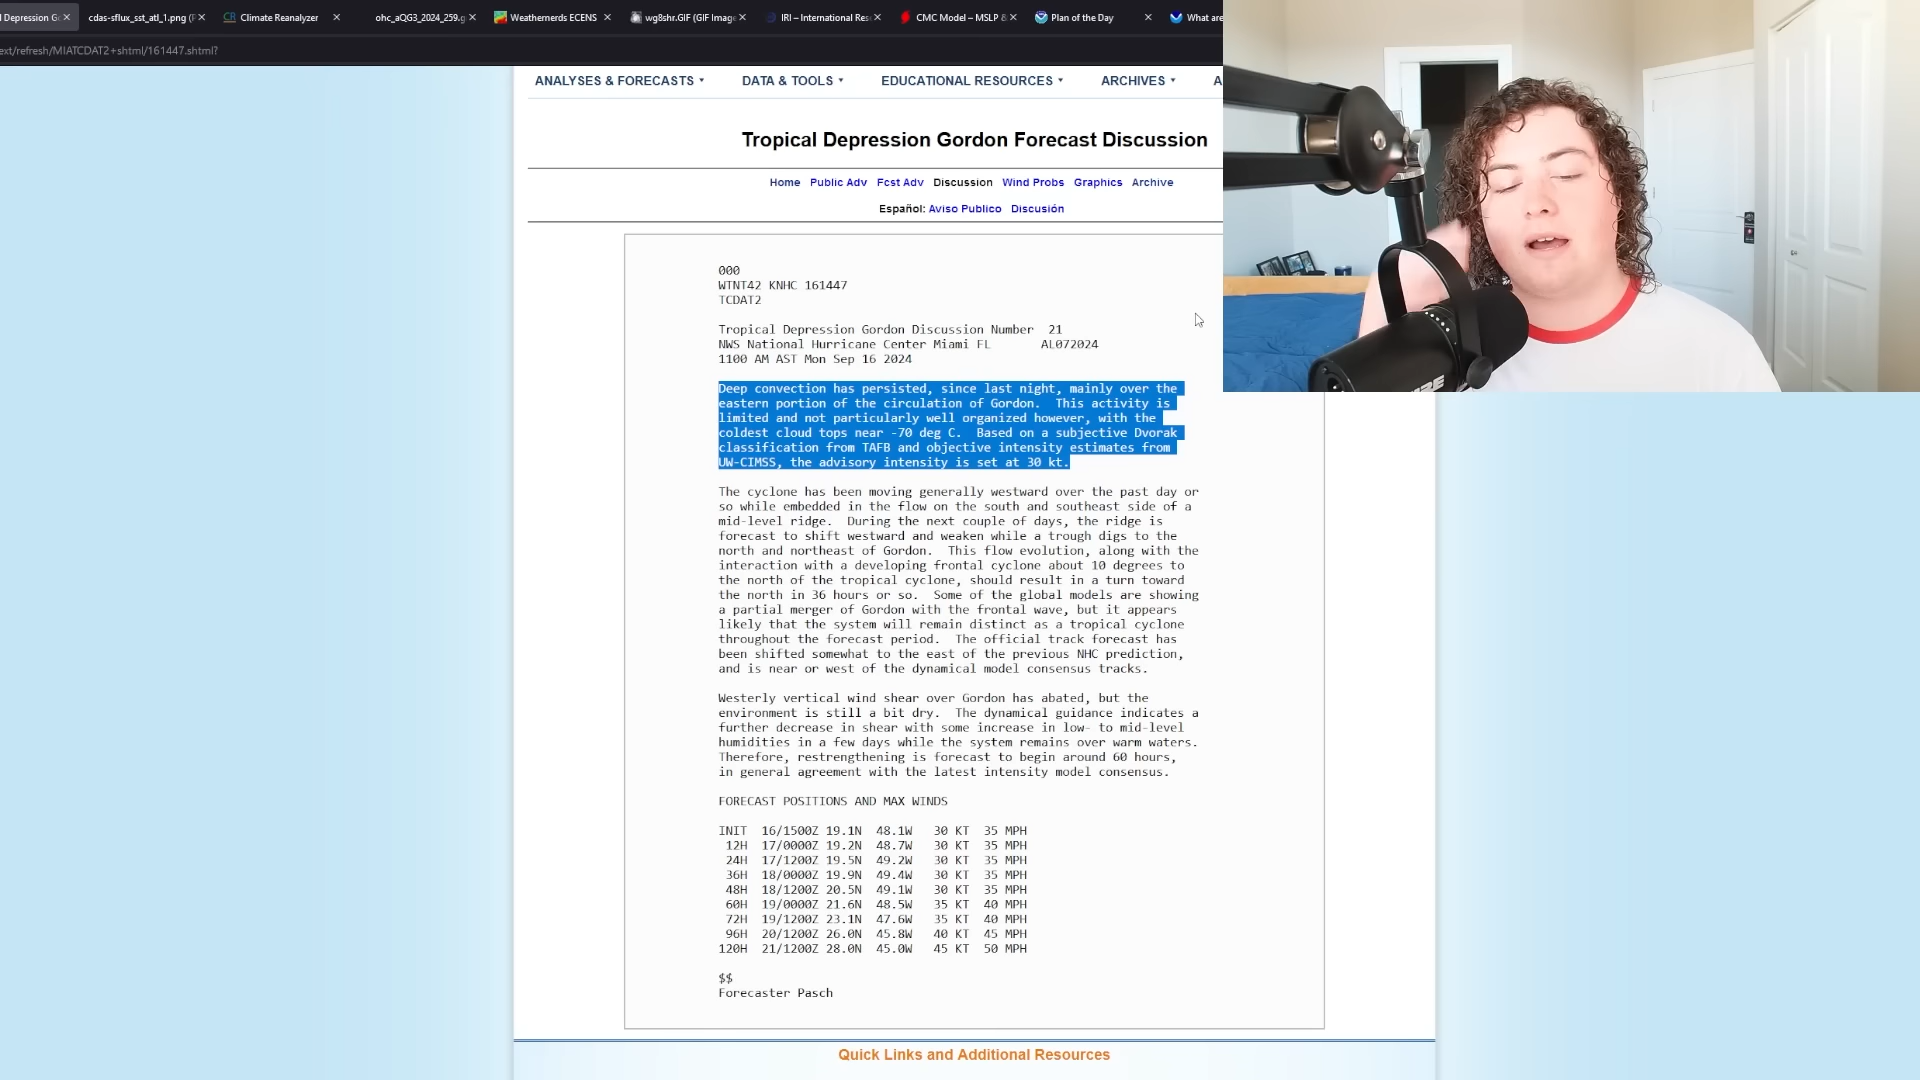 l Depression Go
cdas-sflux_sst_atl_1.png (P
Climate Reanalyzer
ohc_aQG3_2024_259.g
Weathernerds ECENS
wg8shr.GIF (GIF Image
IRI – International Res
CMC Model – MSLP &
Plan of the Day
What are
ext/refresh/MIATCDAT2+shtml/161447.shtml?
ANALYSES & FORECASTS
DATA & TOOLS
EDUCATIONAL RESOURCES
ARCHIVES
A
Tropical Depression Gordon Forecast Discussion
Home Public Adv Fcst Adv Discussion Wind Probs Graphics Archive
Español: Aviso Publico Discusión
000
WTNT42 KNHC 161447
TCDAT2
Tropical Depression Gordon Discussion Number 21
NWS National Hurricane Center Miami FL AL072024
1100 AM AST Mon Sep 16 2024
Deep convection has persisted, since last night, mainly over the
eastern portion of the circulation of Gordon. This activity is
limited and not particularly well organized however, with the
coldest cloud tops near -70 deg C. Based on a subjective Dvorak
classification from TAFB and objective intensity estimates from
UW-CIMSS, the advisory intensity is set at 30 kt.
The cyclone has been moving generally westward over the past day or
so while embedded in the flow on the south and southeast side of a
mid-level ridge. During the next couple of days, the ridge is
forecast to shift westward and weaken while a trough digs to the
north and northeast of Gordon. This flow evolution, along with the
interaction with a developing frontal cyclone about 10 degrees to
the north of the tropical cyclone, should result in a turn toward
the north in 36 hours or so. Some of the global models are showing
a partial merger of Gordon with the frontal wave, but it appears
likely that the system will remain distinct as a tropical cyclone
throughout the forecast period. The official track forecast has
been shifted somewhat to the east of the previous NHC prediction,
and is near or west of the dynamical model consensus tracks.
Westerly vertical wind shear over Gordon has abated, but the
environment is still a bit dry. The dynamical guidance indicates a
further decrease in shear with some increase in low- to mid-level
humidities in a few days while the system remains over warm waters.
Therefore, restrengthening is forecast to begin around 60 hours,
in general agreement with the latest intensity model consensus.
FORECAST POSITIONS AND MAX WINDS
INIT 16/1500Z 19.1N 48.1W 30 KT 35 MPH
12H 17/0000Z 19.2N 48.7W 30 KT 35 MPH
24H 17/1200Z 19.5N 49.2W 30 KT 35 MPH
36H 18/0000Z 19.9N 49.4W 30 KT 35 MPH
48H 18/1200Z 20.5N 49.1W 30 KT 35 MPH
60H 19/0000Z 21.6N 48.5W 35 KT 40 MPH
72H 19/1200Z 23.1N 47.6W 35 KT 40 MPH
96H 20/1200Z 26.0N 45.8W 40 KT 45 MPH
120H 21/1200Z 28.0N 45.0W 45 KT 50 MPH
$$
Forecaster Pasch
Quick Links and Additional Resources